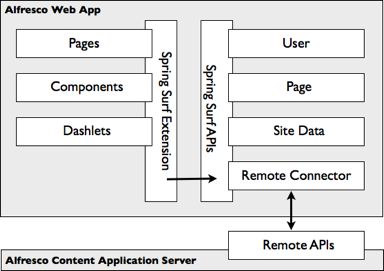 Alfresco Web App
Pages
Components
Dashlets
Spring Surf Extension
Spring Surf APIs
User
Page
Site Data
Remote Connector
Remote APIs
Alfresco Content Application Server